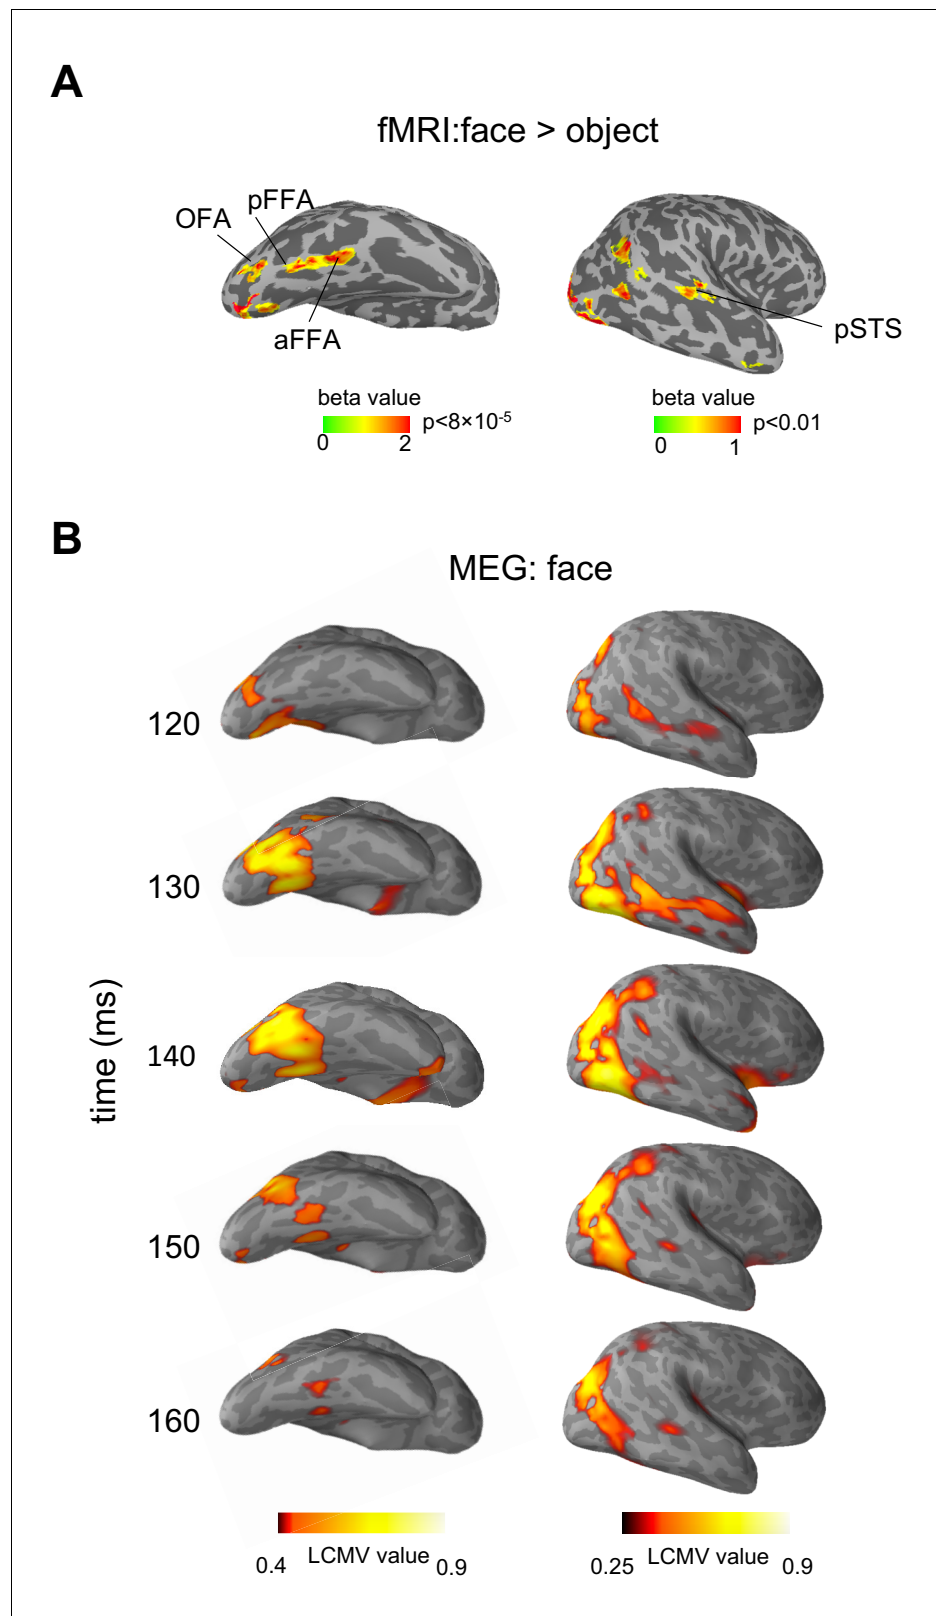 A
fMRI:face > object
pFFA
OFA
aFFA
pSTS
beta value
0 2 p<8×10⁻⁵
beta value
0 1 p<0.01
B
MEG: face
time (ms)
120
130
140
150
160
0.4 LCMV value 0.9
0.25 LCMV value 0.9